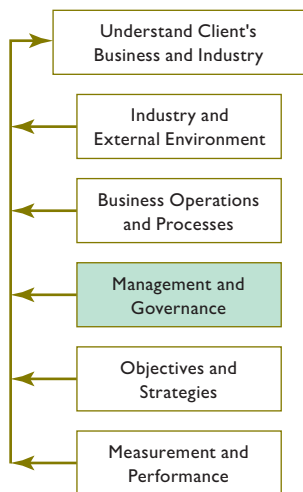 Understand Client's
Business and Industry
Industry and
External Environment
Business Operations
and Processes
Management and
Governance
Objectives and
Strategies
Measurement and
Performance